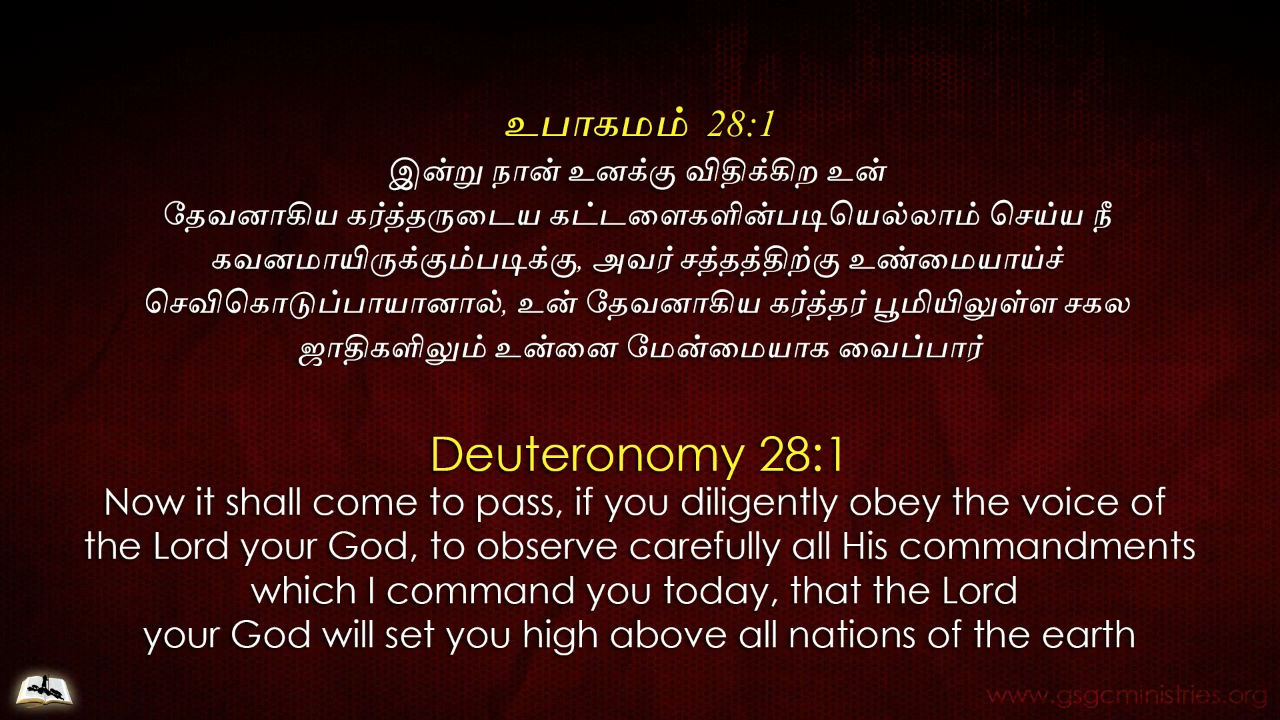 உபாகமம் 28:1
இன்று நான் உனக்கு விதிக்கிற உன்
தேவனாகிய கர்த்தருடைய கட்டளைகளின்படியெல்லாம் செய்ய நீ
கவனமாயிருக்கும்படிக்கு, அவர் சத்தத்திற்கு உண்மையாய்ச்
செவிகொடுப்பாயானால், உன் தேவனாகிய கர்த்தர் பூமியிலுள்ள சகல
ஜாதிகளிலும் உன்னை மேன்மையாக வைப்பார்
Deuteronomy 28:1
Now it shall come to pass, if you diligently obey the voice of
the Lord your God, to observe carefully all His commandments
which I command you today, that the Lord
your God will set you high above all nations of the earth
www.gsgcministries.org